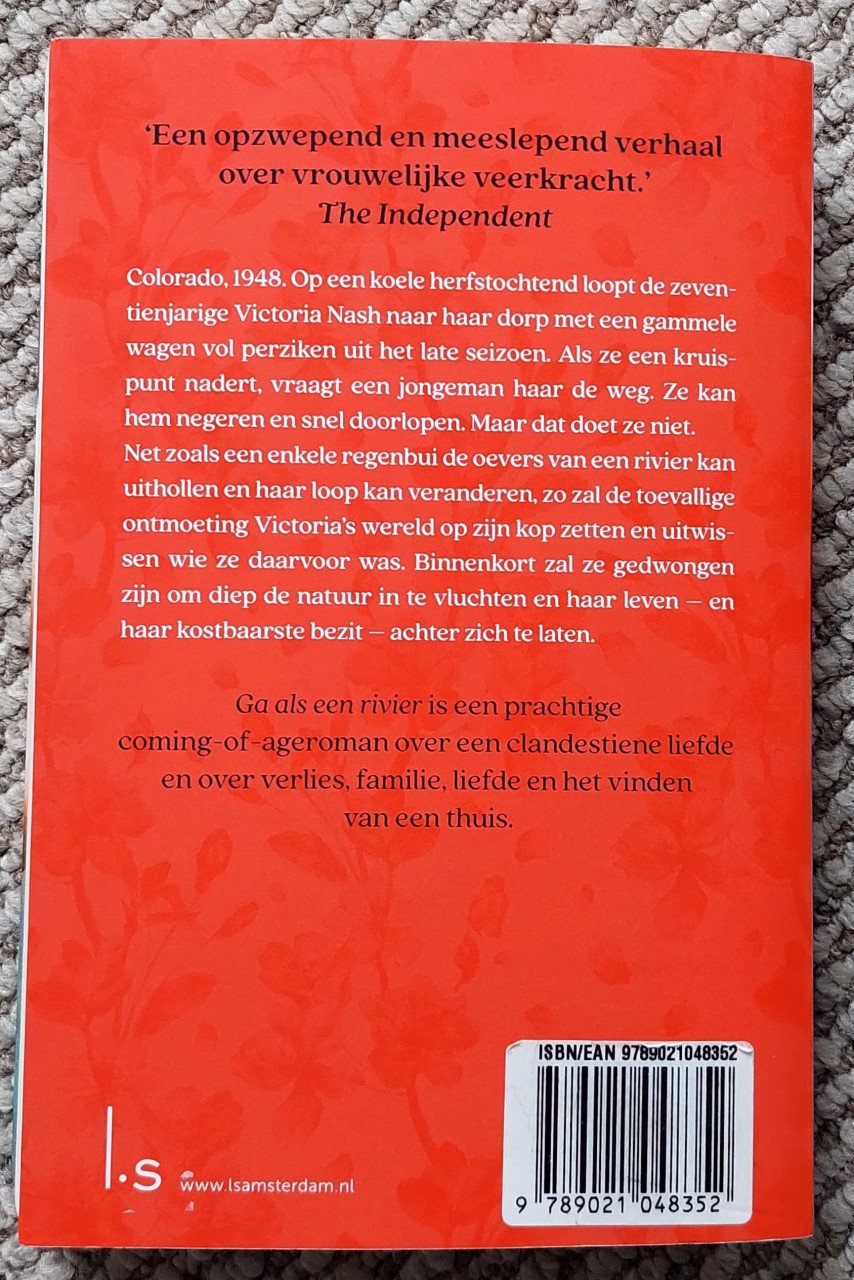 ‘Een opzwepend en meeslepend verhaal
over vrouwelijke veerkracht.’
The Independent
Colorado, 1948. Op een koele herfstochtend loopt de zeven-
tienjarige Victoria Nash naar haar dorp met een gammele
wagen vol perziken uit het late seizoen. Als ze een kruis-
punt nadert, vraagt een jongeman haar de weg. Ze kan
hem negeren en snel doorlopen. Maar dat doet ze niet.
Net zoals een enkele regenbui de oevers van een rivier kan
uithollen en haar loop kan veranderen, zo zal de toevallige
ontmoeting Victoria’s wereld op zijn kop zetten en uitwis-
sen wie ze daarvoor was. Binnenkort zal ze gedwongen
zijn om diep de natuur in te vluchten en haar leven – en
haar kostbaarste bezit – achter zich te laten.
Ga als een rivier is een prachtige
coming-of-ageroman over een clandestiene liefde
en over verlies, familie, liefde en het vinden
van een thuis.
ISBN/EAN 9789021048352
l.s www.lsamsterdam.nl
9 789021 048352